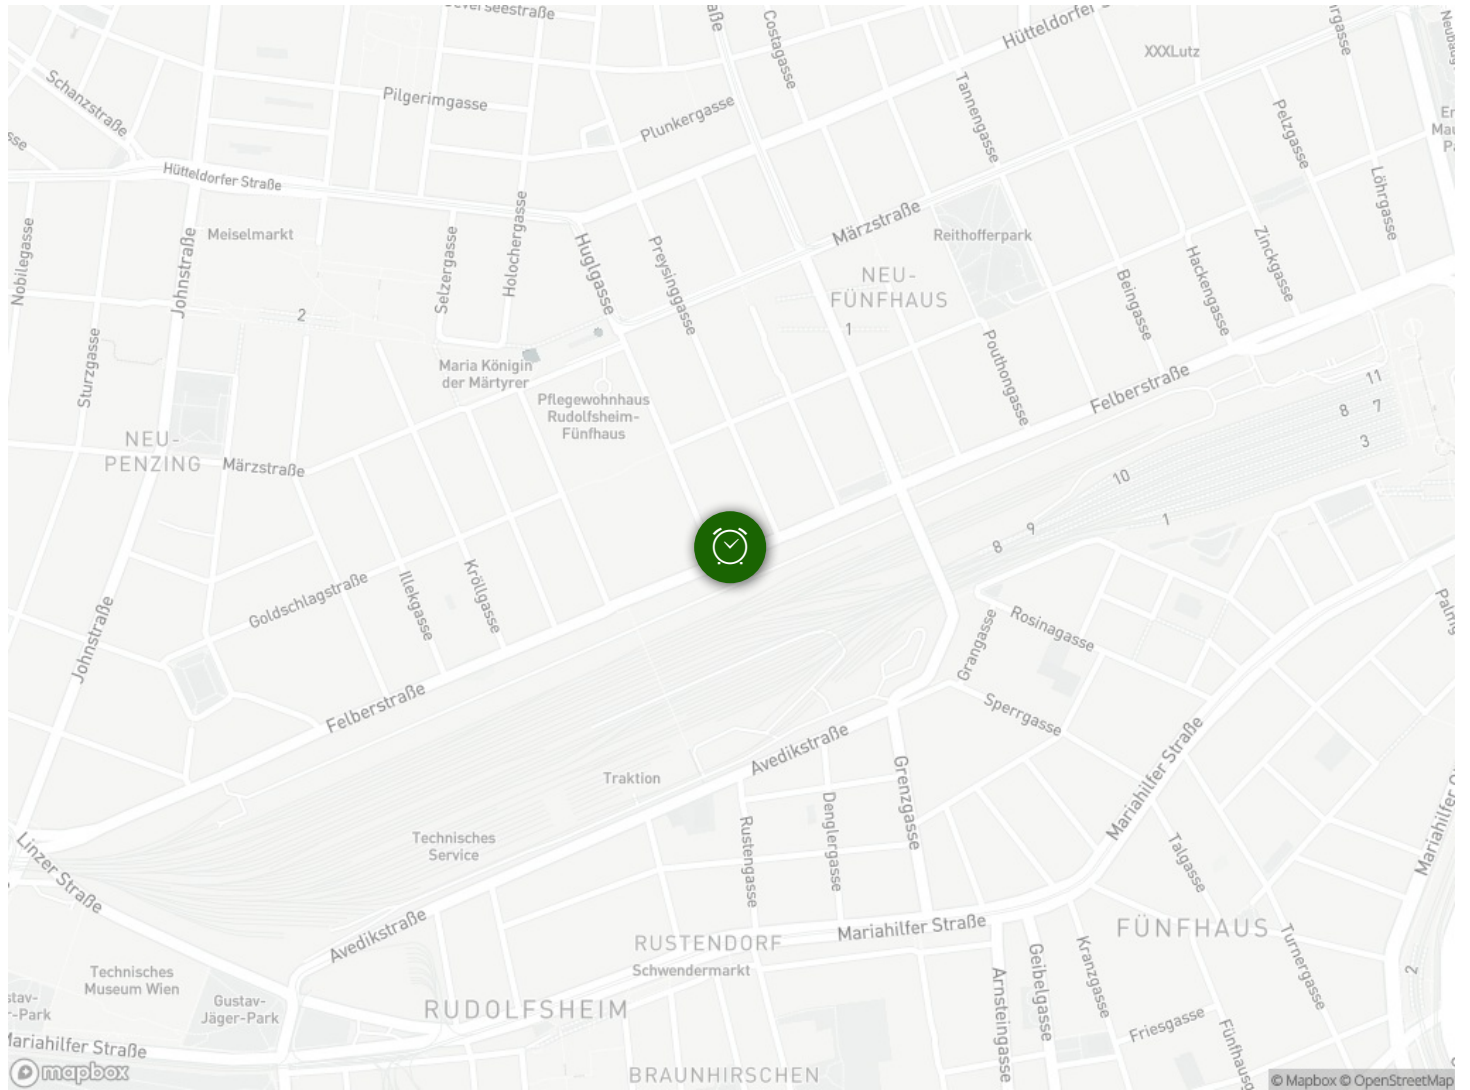 Schanzstraße
Pilgerimgasse
Costagasse
Hütteldorfer
XXXLutz
Plunkergasse
Tannengasse
Pelzgasse
Hütteldorfer Straße
Löhrgasse
Nobilegasse
Meiselmarkt
Johnstraße
Selzergasse
Holochergasse
Huglgasse
Preysinggasse
Märzstraße
Reithofferpark
NEU-
FÜNFHAUS
Beingasse
Hackengasse
Zinckgasse
2
1
Sturzgasse
Maria Königin
der Märtyrer
Pflegewohnhaus
Rudolfsheim-
Fünfhaus
Pouthongasse
Felberstraße
11
8
7
3
10
9
1
8
NEU-
PENZING
Märzstraße
Goldschlagstraße
Illekgasse
Kröllgasse
Johnstraße
Felberstraße
Grangasse
Rosinagasse
Sperrgasse
Avedikstraße
Traktion
Grenzgasse
Mariahilfer Straße
Technisches
Service
Rustengasse
Denglergasse
Talgasse
Linzer Straße
Avedikstraße
RUSTENDORF
Mariahilfer Straße
FÜNFHAUS
Schwendermarkt
Technisches
Museum Wien
Gustav-
Jäger-Park
RUDOLFSHEIM
Arnsteingasse
Geibelgasse
Kranzgasse
Turnergasse
2
Friesgasse
BRAUNHIRSCHEN
mapbox
© Mapbox © OpenStreetMap